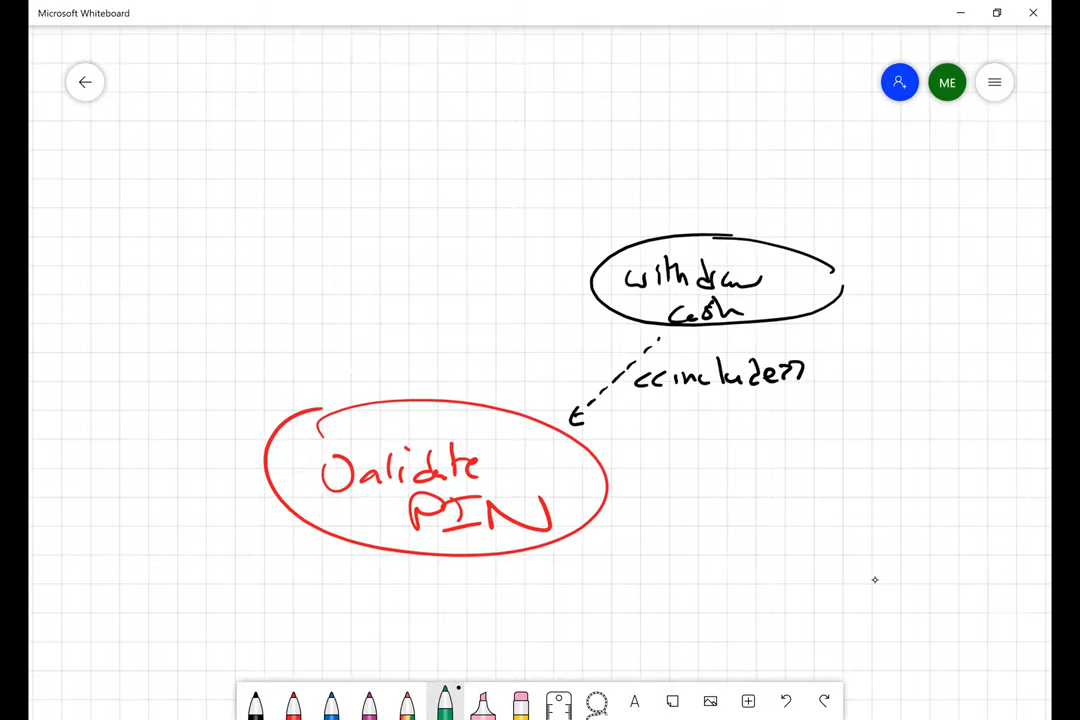 Microsoft Whiteboard
ME
withdraw
cash
<<include>>
Validate
PIN
A